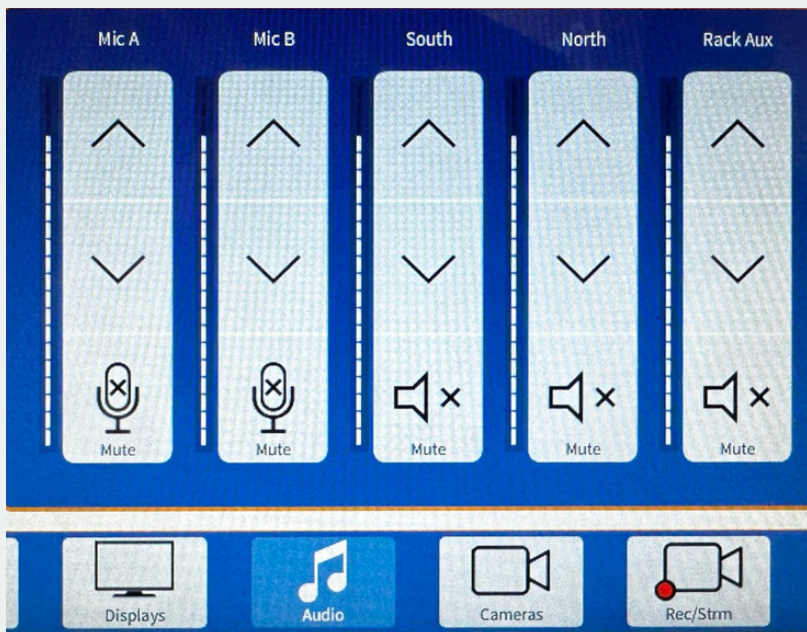 Mic A
Mic B
South
North
Rack Aux
Mute
Mute
Mute
Mute
Mute
Displays
Audio
Cameras
Rec/Strm